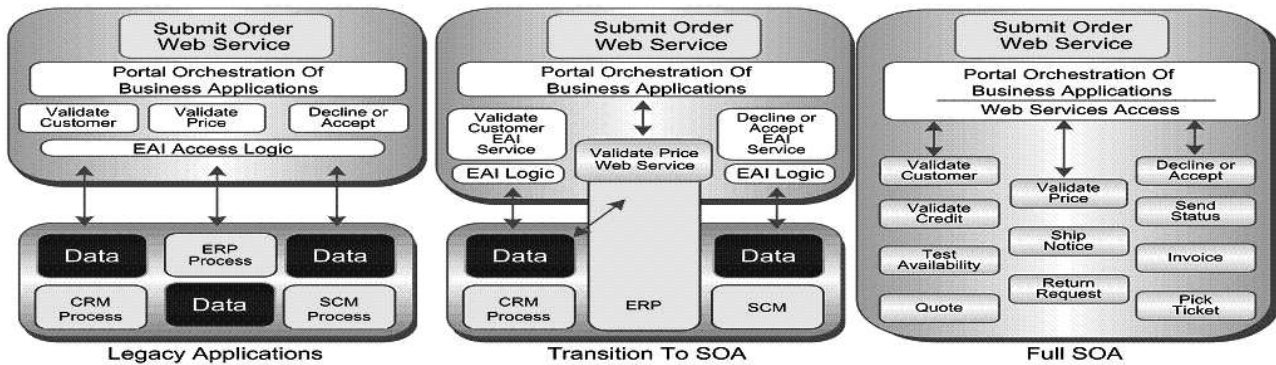 Submit Order
Web Service
Portal Orchestration Of
Business Applications
Validate
Customer
Validate
Price
Decline or
Accept
EAI Access Logic
Data
ERP
Process
Data
CRM
Process
Data
SCM
Process
Legacy Applications
Submit Order
Web Service
Portal Orchestration Of
Business Applications
Validate
Customer
EAI
Service
EAI Logic
Validate Price
Web Service
Decline or
Accept
EAI
Service
EAI Logic
Data
Data
CRM
Process
ERP
SCM
Transition To SOA
Submit Order
Web Service
Portal Orchestration Of
Business Applications
Web Services Access
Validate
Customer
Validate
Price
Decline or
Accept
Validate
Credit
Ship
Notice
Send
Status
Test
Availability
Return
Request
Invoice
Quote
Pick
Ticket
Full SOA